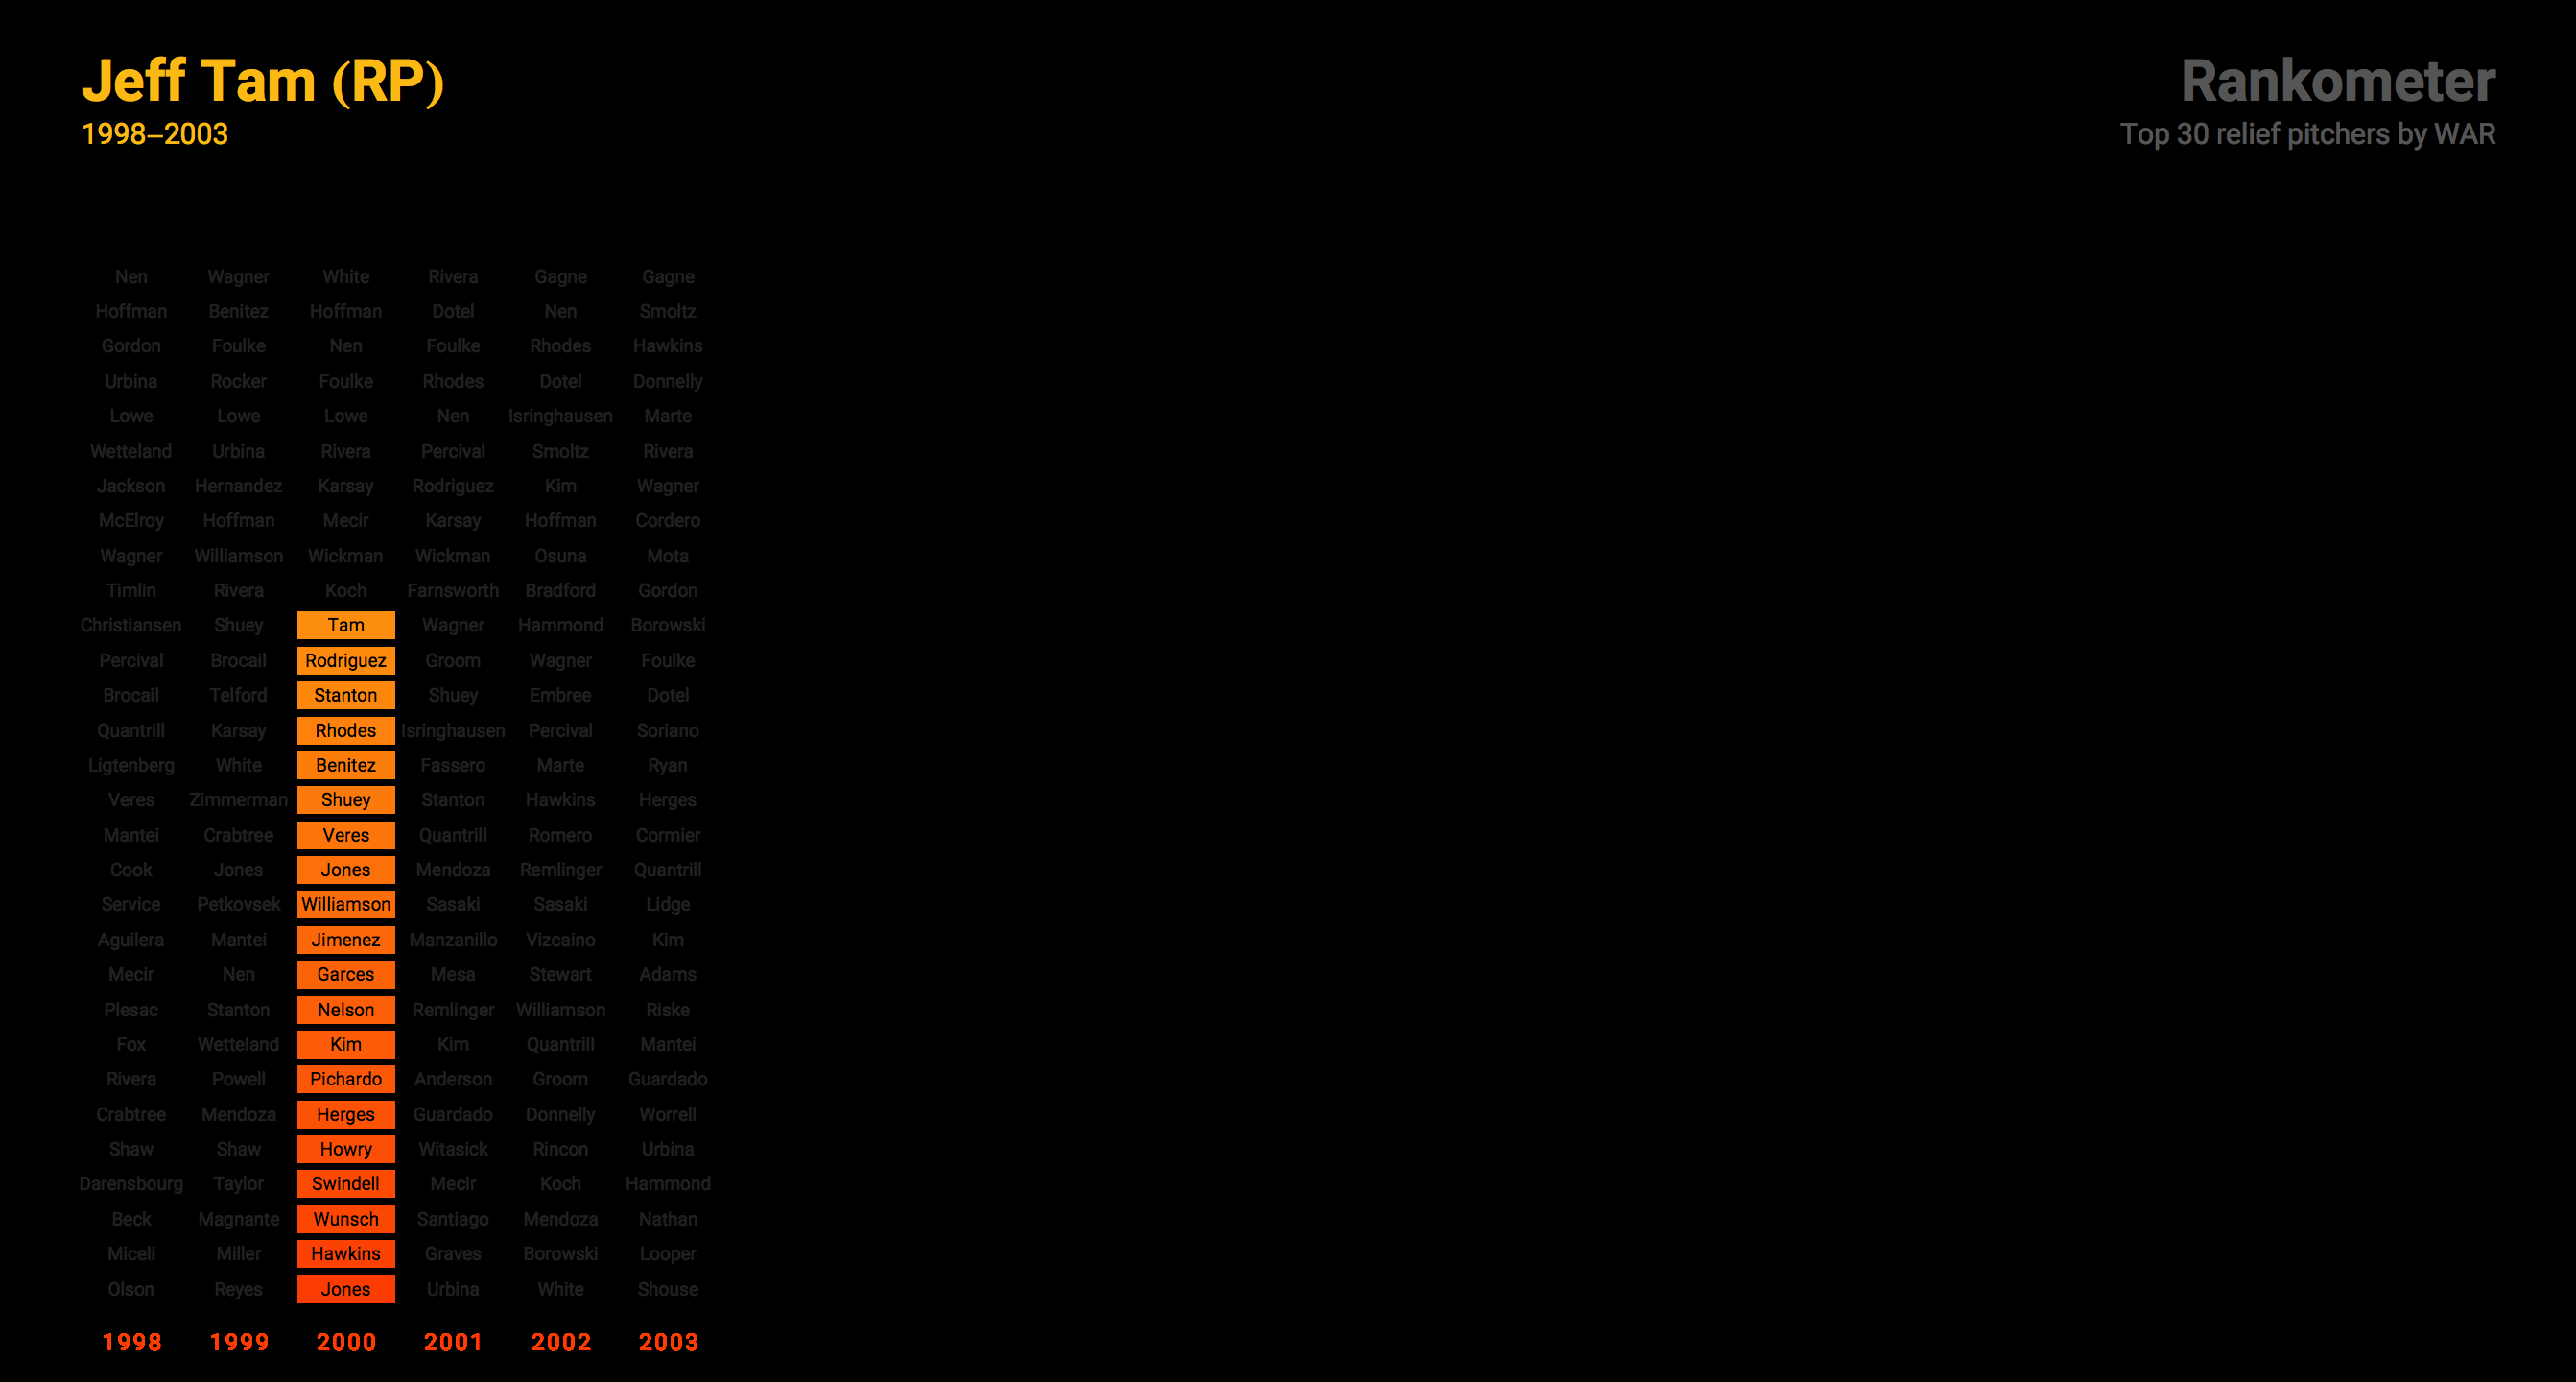 Jeff Tam (RP)
1998–2003
Rankometer
Top 30 relief pitchers by WAR
Nen Wagner White Rivera Gagne Gagne
Hoffman Benitez Hoffman Dotel Nen Smoltz
Gordon Foulke Nen Foulke Rhodes Hawkins
Urbina Rocker Foulke Rhodes Dotel Donnelly
Lowe Lowe Lowe Nen Isringhausen Marte
Wetteland Urbina Rivera Percival Smoltz Rivera
Jackson Hernandez Karsay Rodriguez Kim Wagner
McElroy Hoffman Mecir Karsay Hoffman Cordero
Wagner Williamson Wickman Wickman Osuna Mota
Timlin Rivera Koch Farnsworth Bradford Gordon
Christiansen Shuey Tam Wagner Hammond Borowski
Percival Brocail Rodriguez Groom Wagner Foulke
Brocail Telford Stanton Shuey Embree Dotel
Quantrill Karsay Rhodes Isringhausen Percival Soriano
Ligtenberg White Benitez Fassero Marte Ryan
Veres Zimmerman Shuey Stanton Hawkins Herges
Mantei Crabtree Veres Quantrill Romero Cormier
Cook Jones Jones Mendoza Remlinger Quantrill
Service Petkovsek Williamson Sasaki Sasaki Lidge
Aguilera Mantei Jimenez Manzanillo Vizcaino Kim
Mecir Nen Garces Mesa Stewart Adams
Plesac Stanton Nelson Remlinger Williamson Riske
Fox Wetteland Kim Kim Quantrill Mantei
Rivera Powell Pichardo Anderson Groom Guardado
Crabtree Mendoza Herges Guardado Donnelly Worrell
Shaw Shaw Howry Witasick Rincon Urbina
Darensbourg Taylor Swindell Mecir Koch Hammond
Beck Magnante Wunsch Santiago Mendoza Nathan
Miceli Miller Hawkins Graves Borowski Looper
Olson Reyes Jones Urbina White Shouse
1998 1999 2000 2001 2002 2003